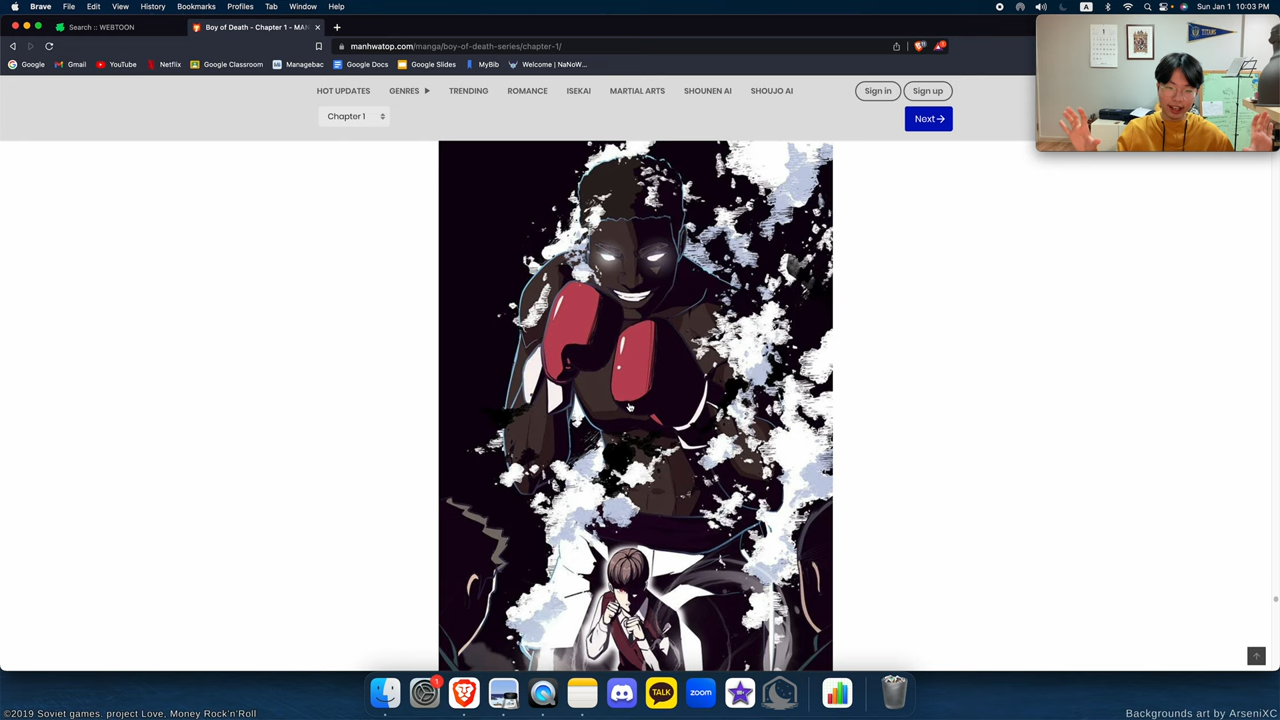 Brave File Edit View History Bookmarks Profiles Tab Window Help A Sun Jan 1 10:03 PM
Search :: WEBTOON Boy of Death - Chapter 1 - MAN
manhwatop.com/manga/boy-of-death-series/chapter-1/
Google Gmail YouTube Netflix Google Classroom Managebac Google Docs Google Slides MyBib Welcome | NaNoW...
HOT UPDATES GENRES TRENDING ROMANCE ISEKAI MARTIAL ARTS SHOUNEN AI SHOUJO AI Sign in Sign up
Chapter 1 Next
TITANS
1
TALK zoom
©2019 Soviet games. project Love, Money Rock'n'Roll Backgrounds art by ArseniXC